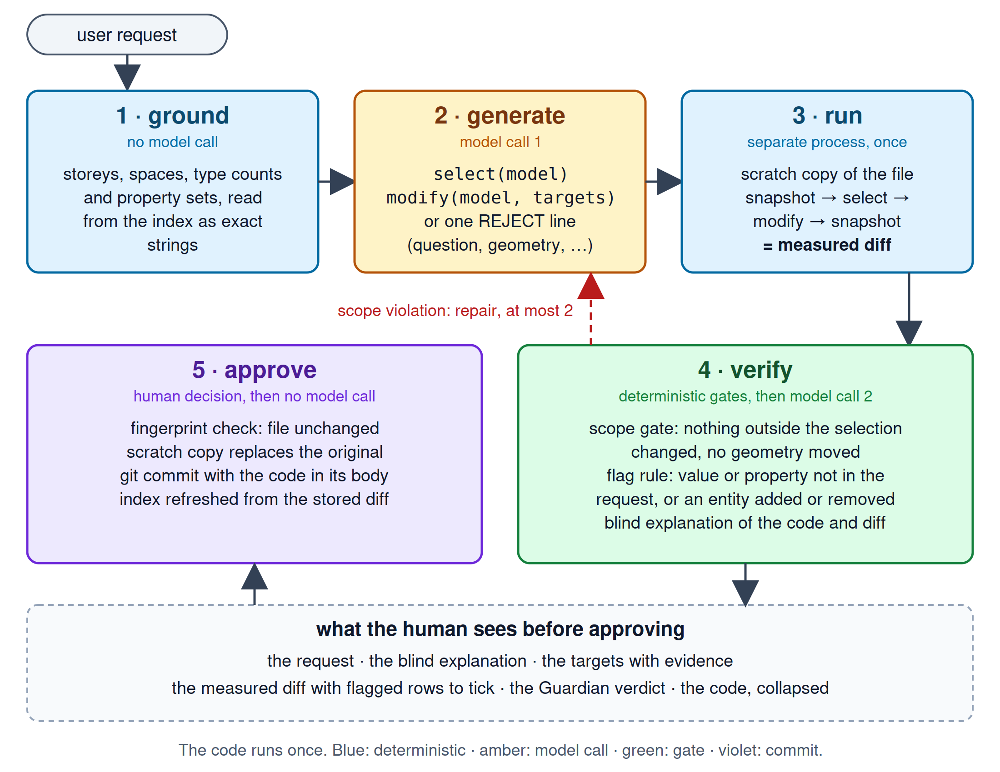 user request
1 · ground
no model call
storeys, spaces, type counts
and property sets, read
from the index as exact
strings
2 · generate
model call 1
select(model)
modify(model, targets)
or one REJECT line
(question, geometry, …)
3 · run
separate process, once
scratch copy of the file
snapshot → select →
modify → snapshot
= measured diff
scope violation: repair, at most 2
4 · verify
deterministic gates, then model call 2
scope gate: nothing outside the selection
changed, no geometry moved
flag rule: value or property not in the
request, or an entity added or removed
blind explanation of the code and diff
5 · approve
human decision, then no model call
fingerprint check: file unchanged
scratch copy replaces the original
git commit with the code in its body
index refreshed from the stored diff
what the human sees before approving
the request · the blind explanation · the targets with evidence
the measured diff with flagged rows to tick · the Guardian verdict · the code, collapsed
The code runs once. Blue: deterministic · amber: model call · green: gate · violet: commit.